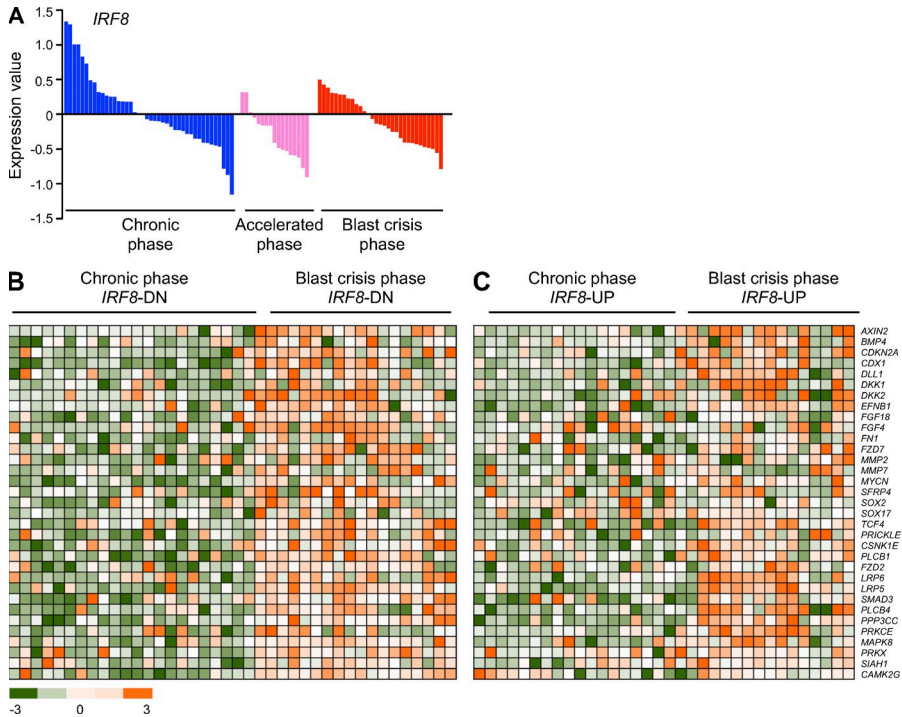 A
IRF8
Expression value
1.5
1.0
0.5
0
-0.5
-1.0
-1.5
Chronic
phase
Accelerated
phase
Blast crisis
phase
B
Chronic phase
IRF8-DN
Blast crisis phase
IRF8-DN
C
Chronic phase
IRF8-UP
Blast crisis phase
IRF8-UP
AXIN2
BMP4
CDKN2A
CDX1
DLL1
DKK1
DKK2
EFNB1
FGF18
FGF4
FN1
FZD7
MMP2
MMP7
MYCN
SFRP4
SOX2
SOX17
TCF4
PRICKLE
CSNK1E
PLCB1
FZD2
LRP6
LRP5
SMAD3
PLCB4
PPP3CC
PRKCE
MAPK8
PRKX
SIAH1
CAMK2G
-3
0
3